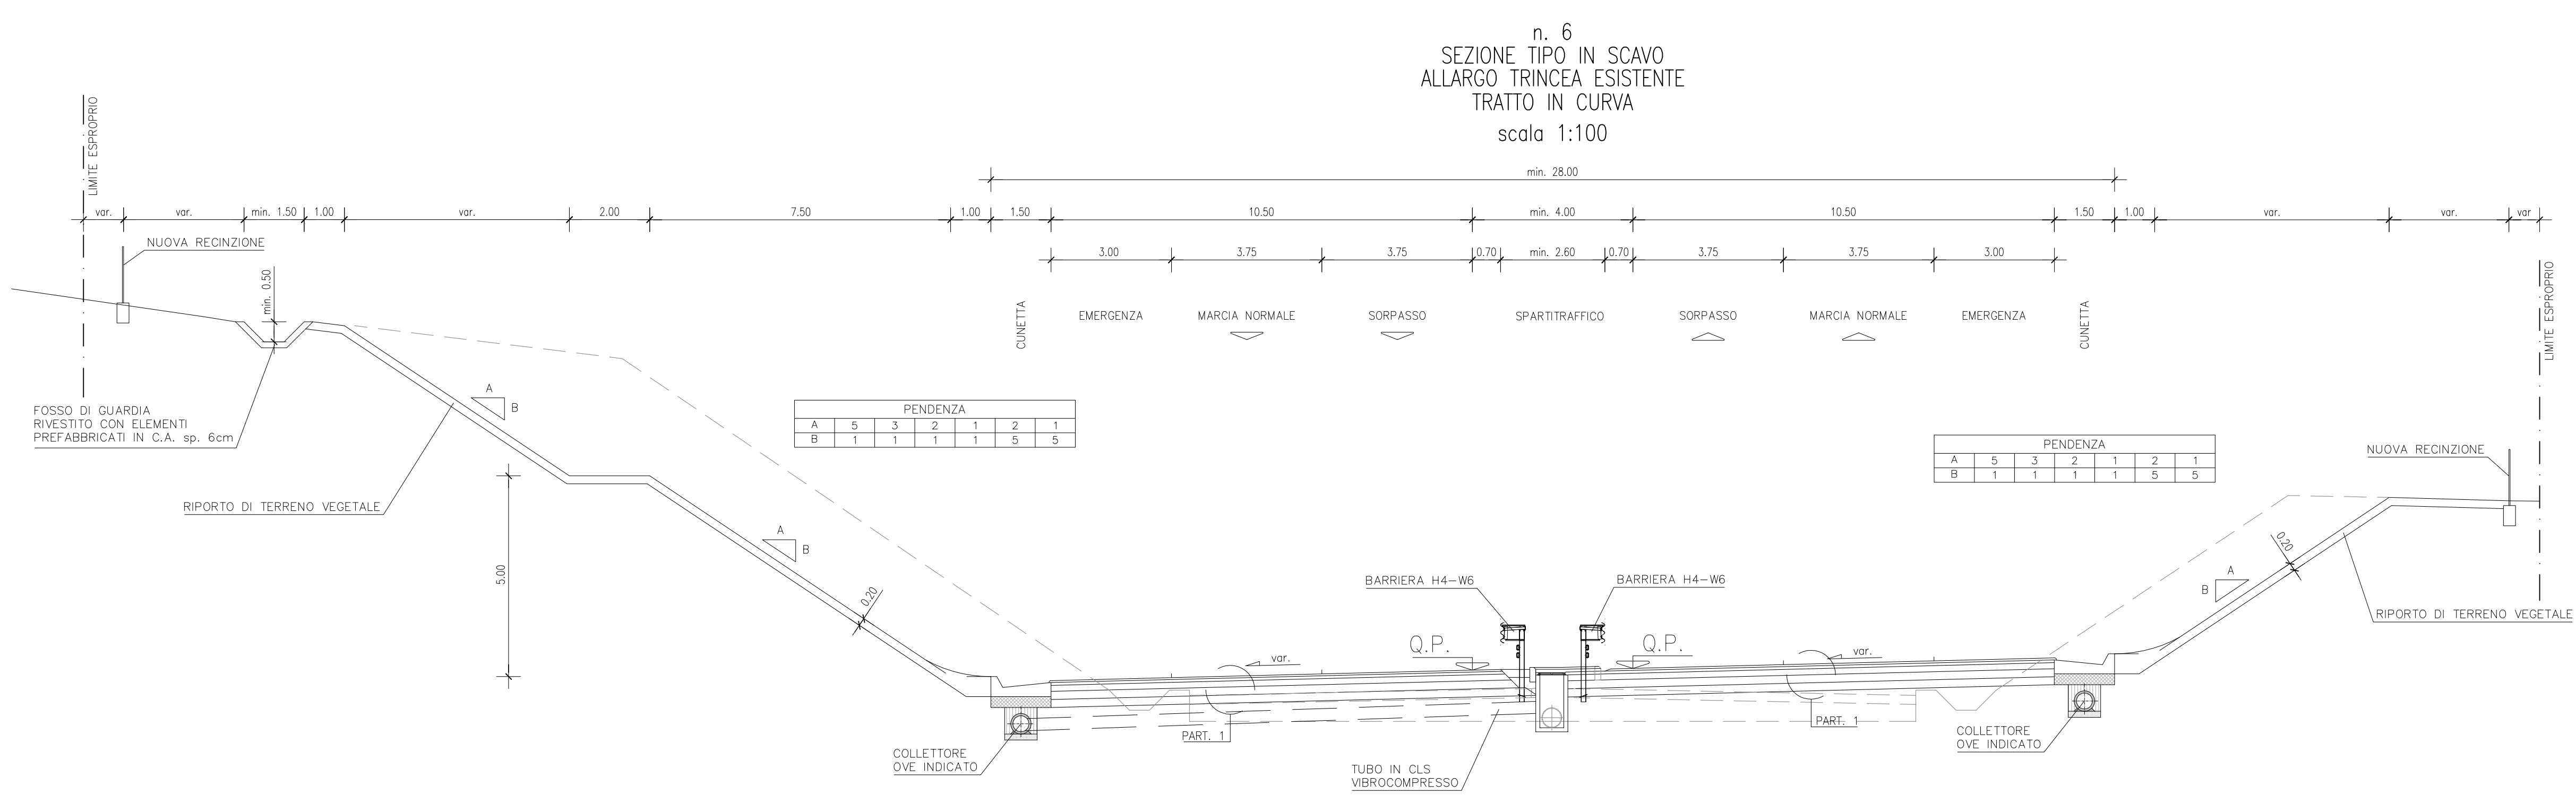 n. 6
SEZIONE TIPO IN SCAVO
ALLARGO TRINCEA ESISTENTE
TRATTO IN CURVA
scala 1:100
LIMITE ESPROPRIO
min. 28.00
var.
var.
min. 1.50
1.00
var.
2.00
7.50
1.00
1.50
10.50
min. 4.00
10.50
1.50
1.00
var.
var.
var
NUOVA RECINZIONE
3.00
3.75
3.75
0.70
min. 2.60
0.70
3.75
3.75
3.00
LIMITE ESPROPRIO
min. 0.50
CUNETTA
EMERGENZA
MARCIA NORMALE
SORPASSO
SPARTITRAFFICO
SORPASSO
MARCIA NORMALE
EMERGENZA
CUNETTA
A
B
FOSSO DI GUARDIA
RIVESTITO CON ELEMENTI
PREFABBRICATI IN C.A. sp. 6cm
PENDENZA
A 5 3 2 1 2 1
B 1 1 1 1 5 5
PENDENZA
A 5 3 2 1 2 1
B 1 1 1 1 5 5
NUOVA RECINZIONE
RIPORTO DI TERRENO VEGETALE
A
B
5.00
0.20
0.20
A
B
BARRIERA H4-W6
BARRIERA H4-W6
RIPORTO DI TERRENO VEGETALE
Q.P.
Q.P.
var.
var.
PART. 1
PART. 1
COLLETTORE
OVE INDICATO
COLLETTORE
OVE INDICATO
TUBO IN CLS
VIBROCOMPRESSO